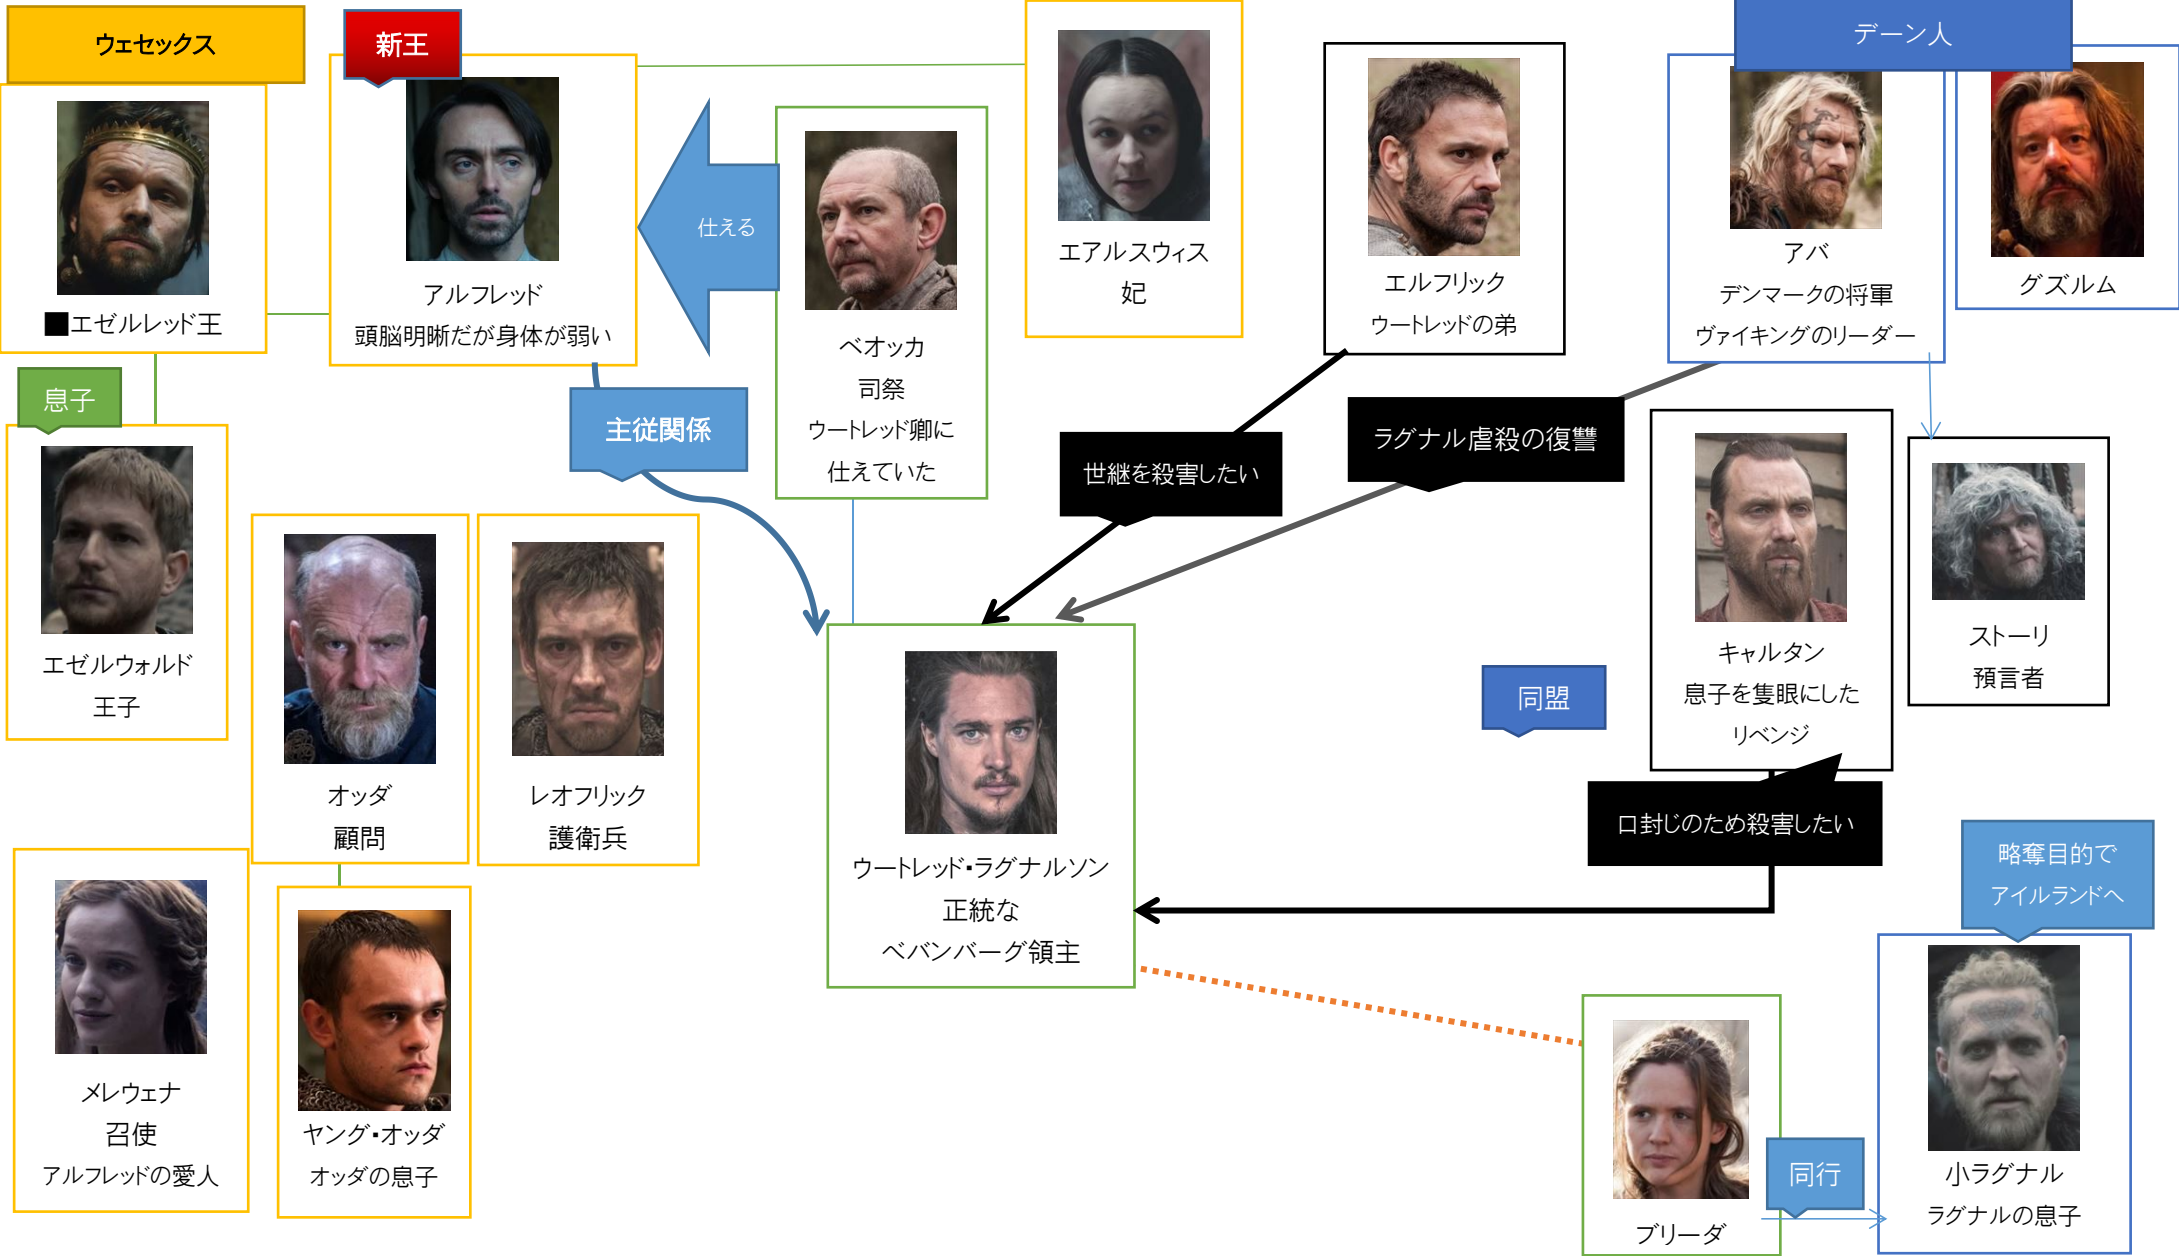 ウェセックス
新王
デーン人
■エゼルレッド王
アルフレッド
頭脳明晰だが身体が弱い
仕える
ベオッカ
司祭
ウートレッド卿に
仕えていた
エアルスウィス
妃
エルフリック
ウートレッドの弟
アバ
デンマークの将軍
ヴァイキングのリーダー
グズルム
息子
主従関係
世継を殺害したい
ラグナル虐殺の復讐
エゼルウォルド
王子
オッダ
顧問
レオフリック
護衛兵
ウートレッド・ラグナルソン
正統な
ベバンバーグ領主
同盟
キャルタン
息子を隻眼にした
リベンジ
ストーリ
預言者
口封じのため殺害したい
略奪目的で
アイルランドへ
メレウェナ
召使
アルフレッドの愛人
ヤング・オッダ
オッダの息子
ブリーダ
同行
小ラグナル
ラグナルの息子